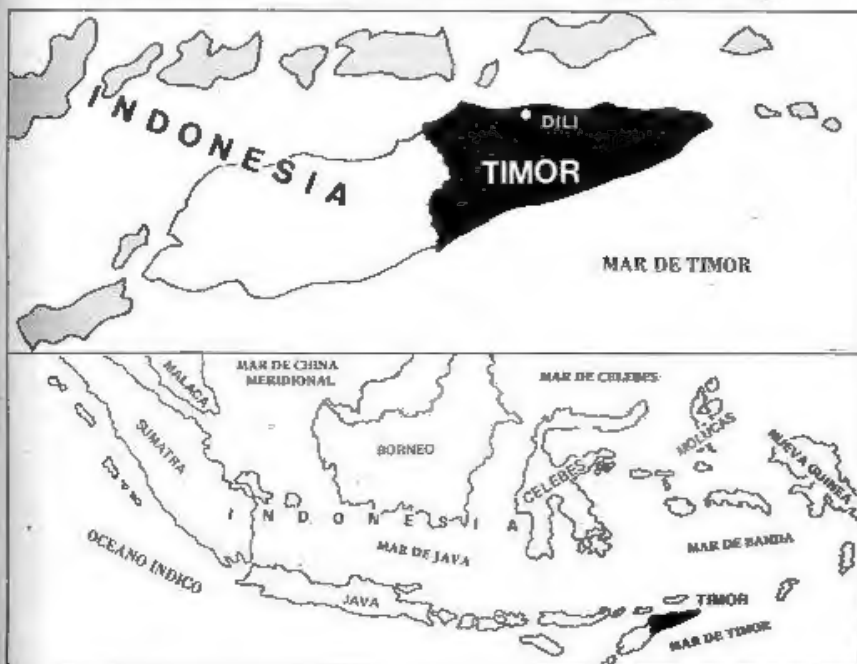 INDONESIA
DILI
TIMOR
MAR DE TIMOR
MAR DE CHINA
MERIDIONAL
MAR DE CELEBES
MALACA
SUMATRA
BORNEO
CELEBES
MOLUCAS
NUEVA GUINEA
INDONESIA
MAR DE JAVA
MAR DE BANDA
OCEANO INDICO
JAVA
TIMOR
MAR DE TIMOR